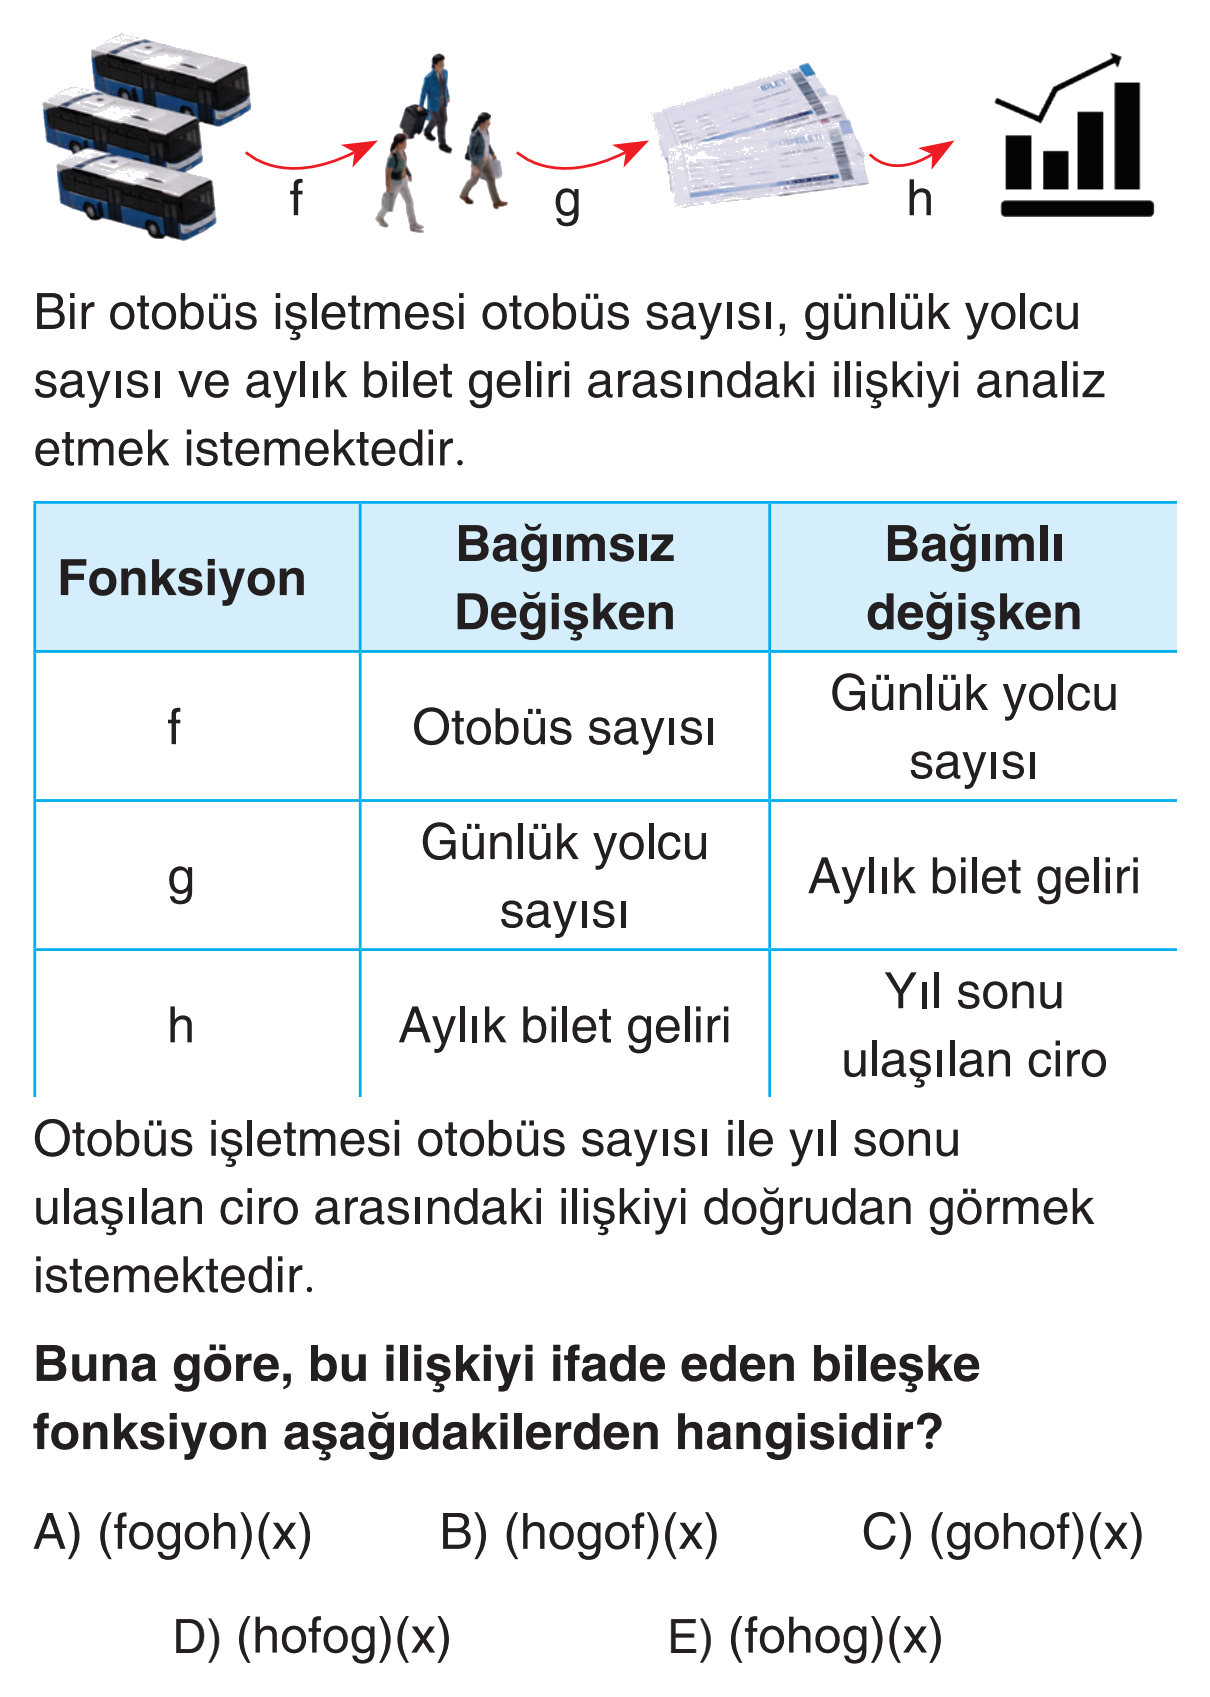 BİLET
f
g
h
Bir otobüs işletmesi otobüs sayısı, günlük yolcu
sayısı ve aylık bilet geliri arasındaki ilişkiyi analiz
etmek istemektedir.
Fonksiyon
Bağımsız
Değişken
Bağımlı
değişken
f
Otobüs sayısı
Günlük yolcu
sayısı
g
Günlük yolcu
sayısı
Aylık bilet geliri
h
Aylık bilet geliri
Yıl sonu
ulaşılan ciro
Otobüs işletmesi otobüs sayısı ile yıl sonu
ulaşılan ciro arasındaki ilişkiyi doğrudan görmek
istemektedir.
Buna göre, bu ilişkiyi ifade eden bileşke
fonksiyon aşağıdakilerden hangisidir?
A) (fogoh)(x) B) (hogof)(x) C) (gohof)(x)
D) (hofog)(x) E) (fohog)(x)